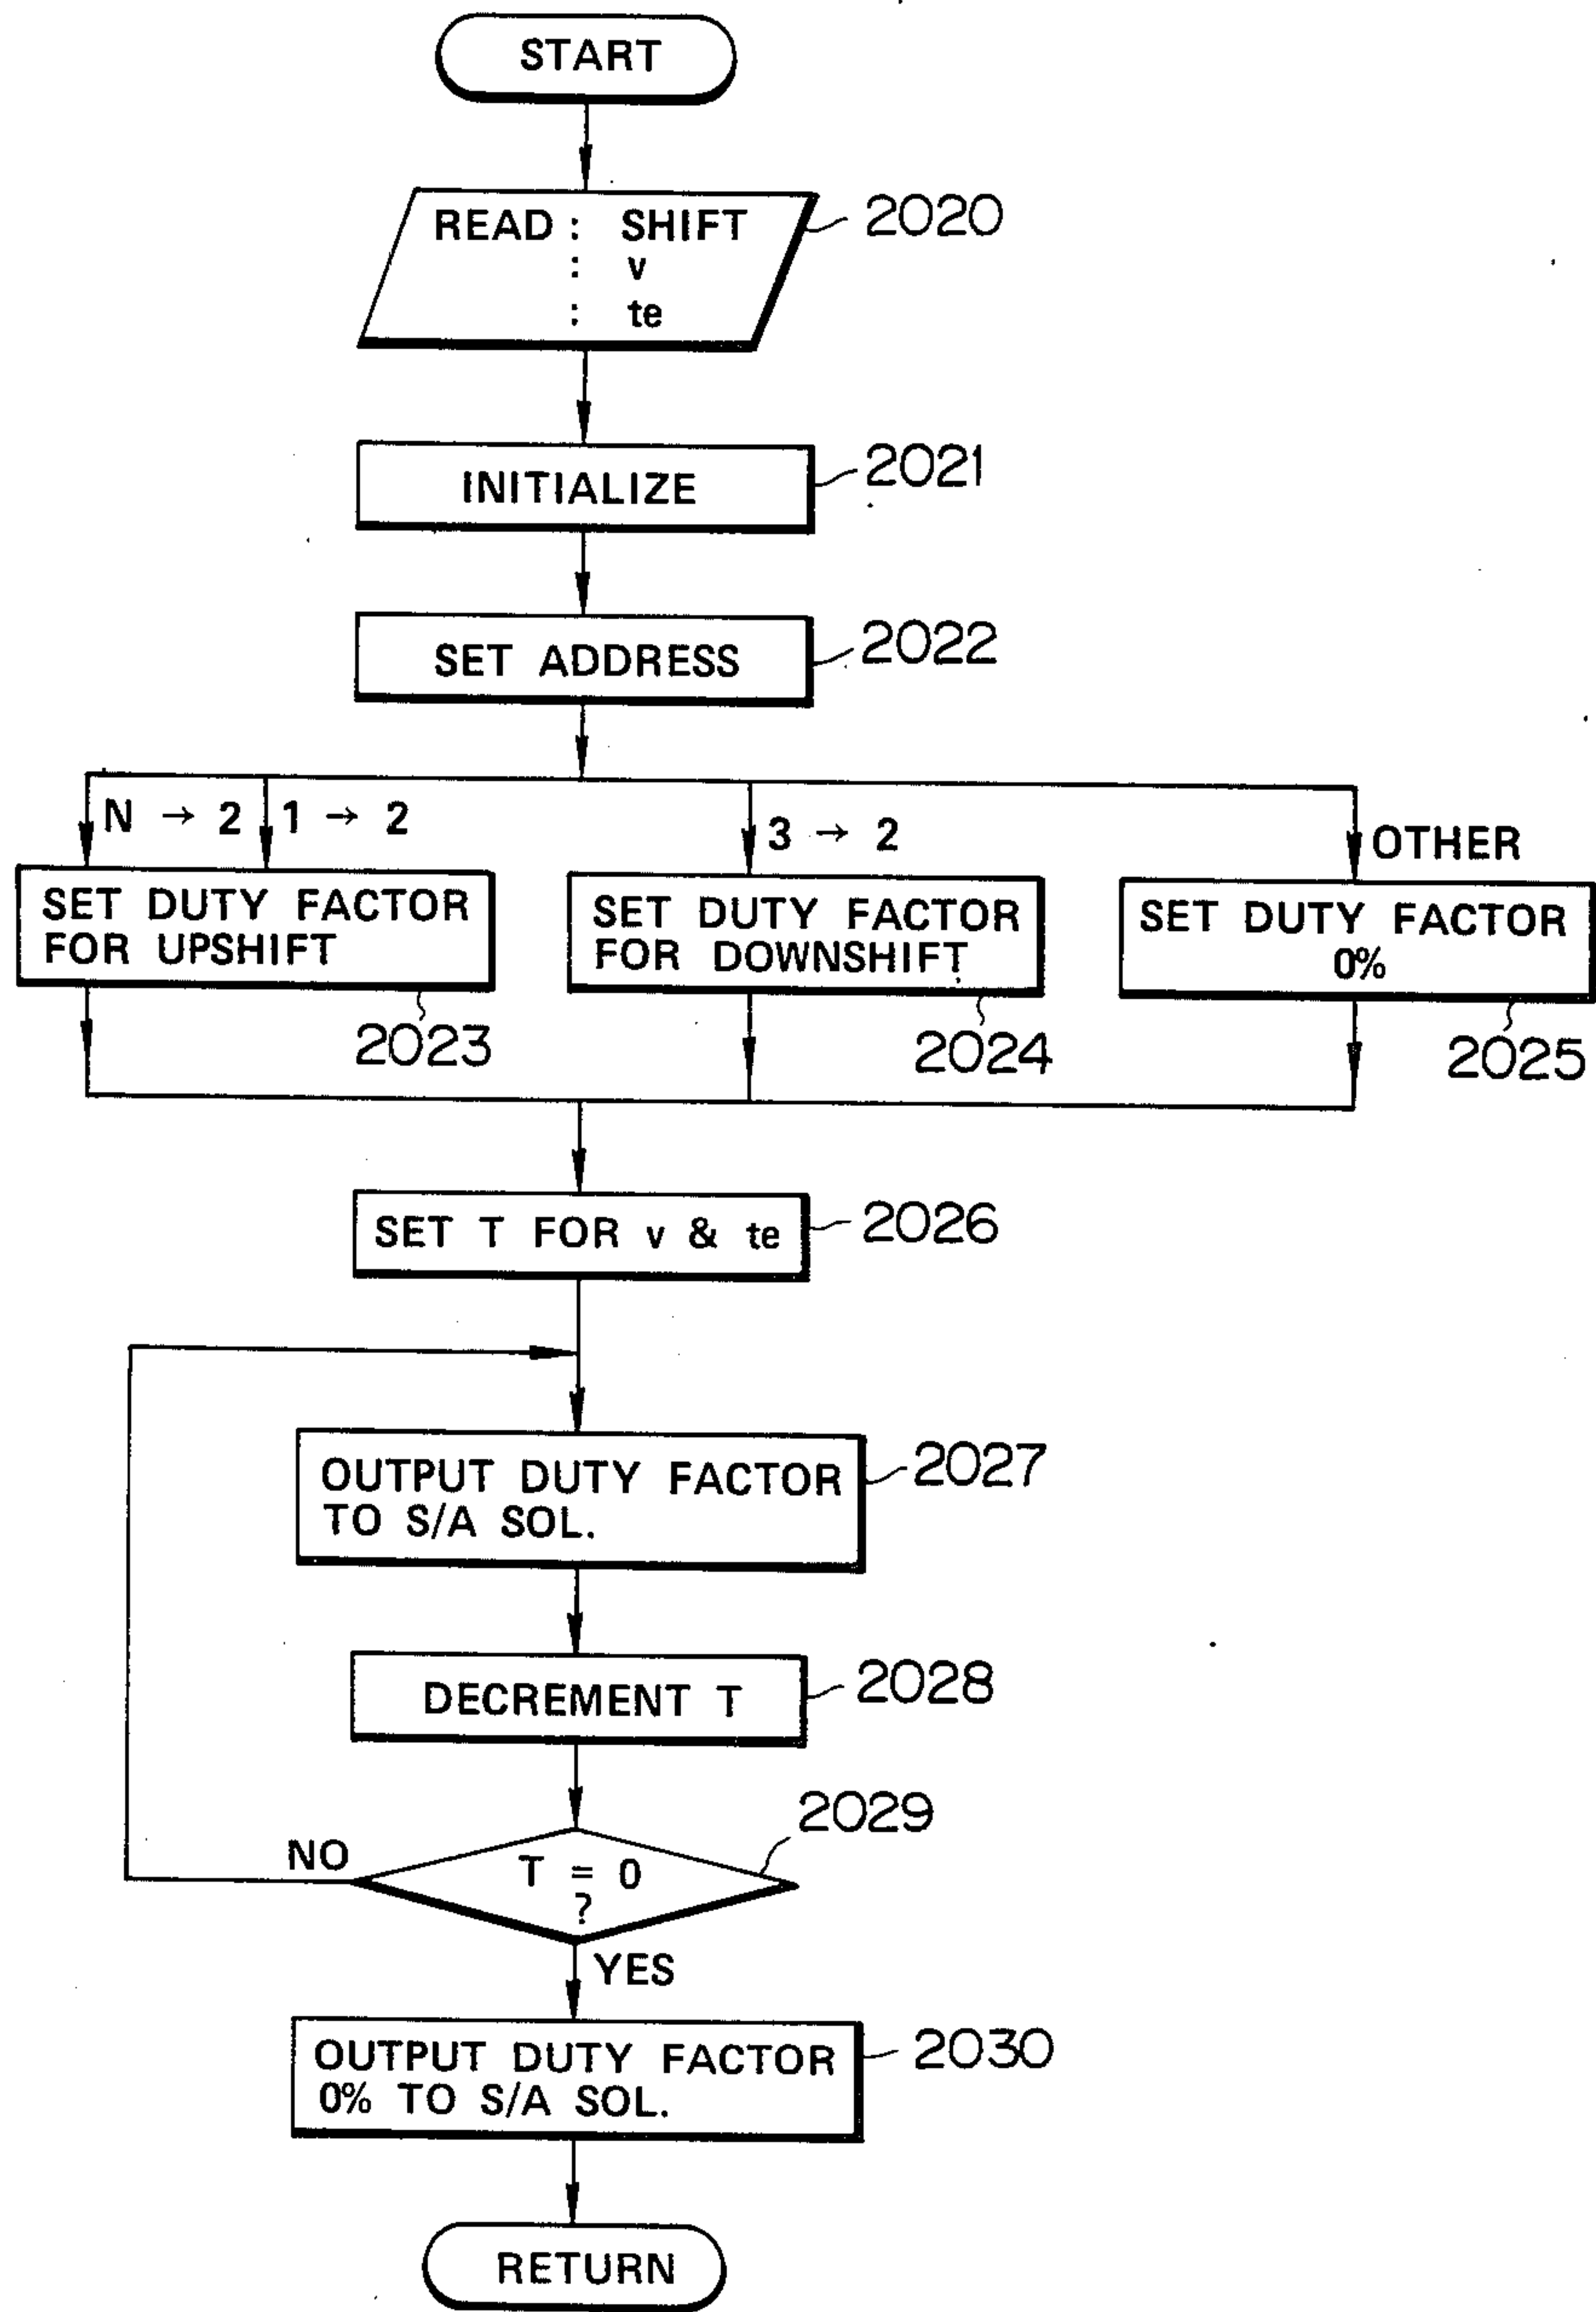 START
READ : SHIFT
: v
: te
2020
INITIALIZE
2021
SET ADDRESS
2022
N → 2
1 → 2
3 → 2
OTHER
SET DUTY FACTOR
FOR UPSHIFT
2023
SET DUTY FACTOR
FOR DOWNSHIFT
2024
SET DUTY FACTOR
0%
2025
SET T FOR v & te
2026
OUTPUT DUTY FACTOR
TO S/A SOL.
2027
DECREMENT T
2028
T = 0
?
2029
NO
YES
OUTPUT DUTY FACTOR
0% TO S/A SOL.
2030
RETURN